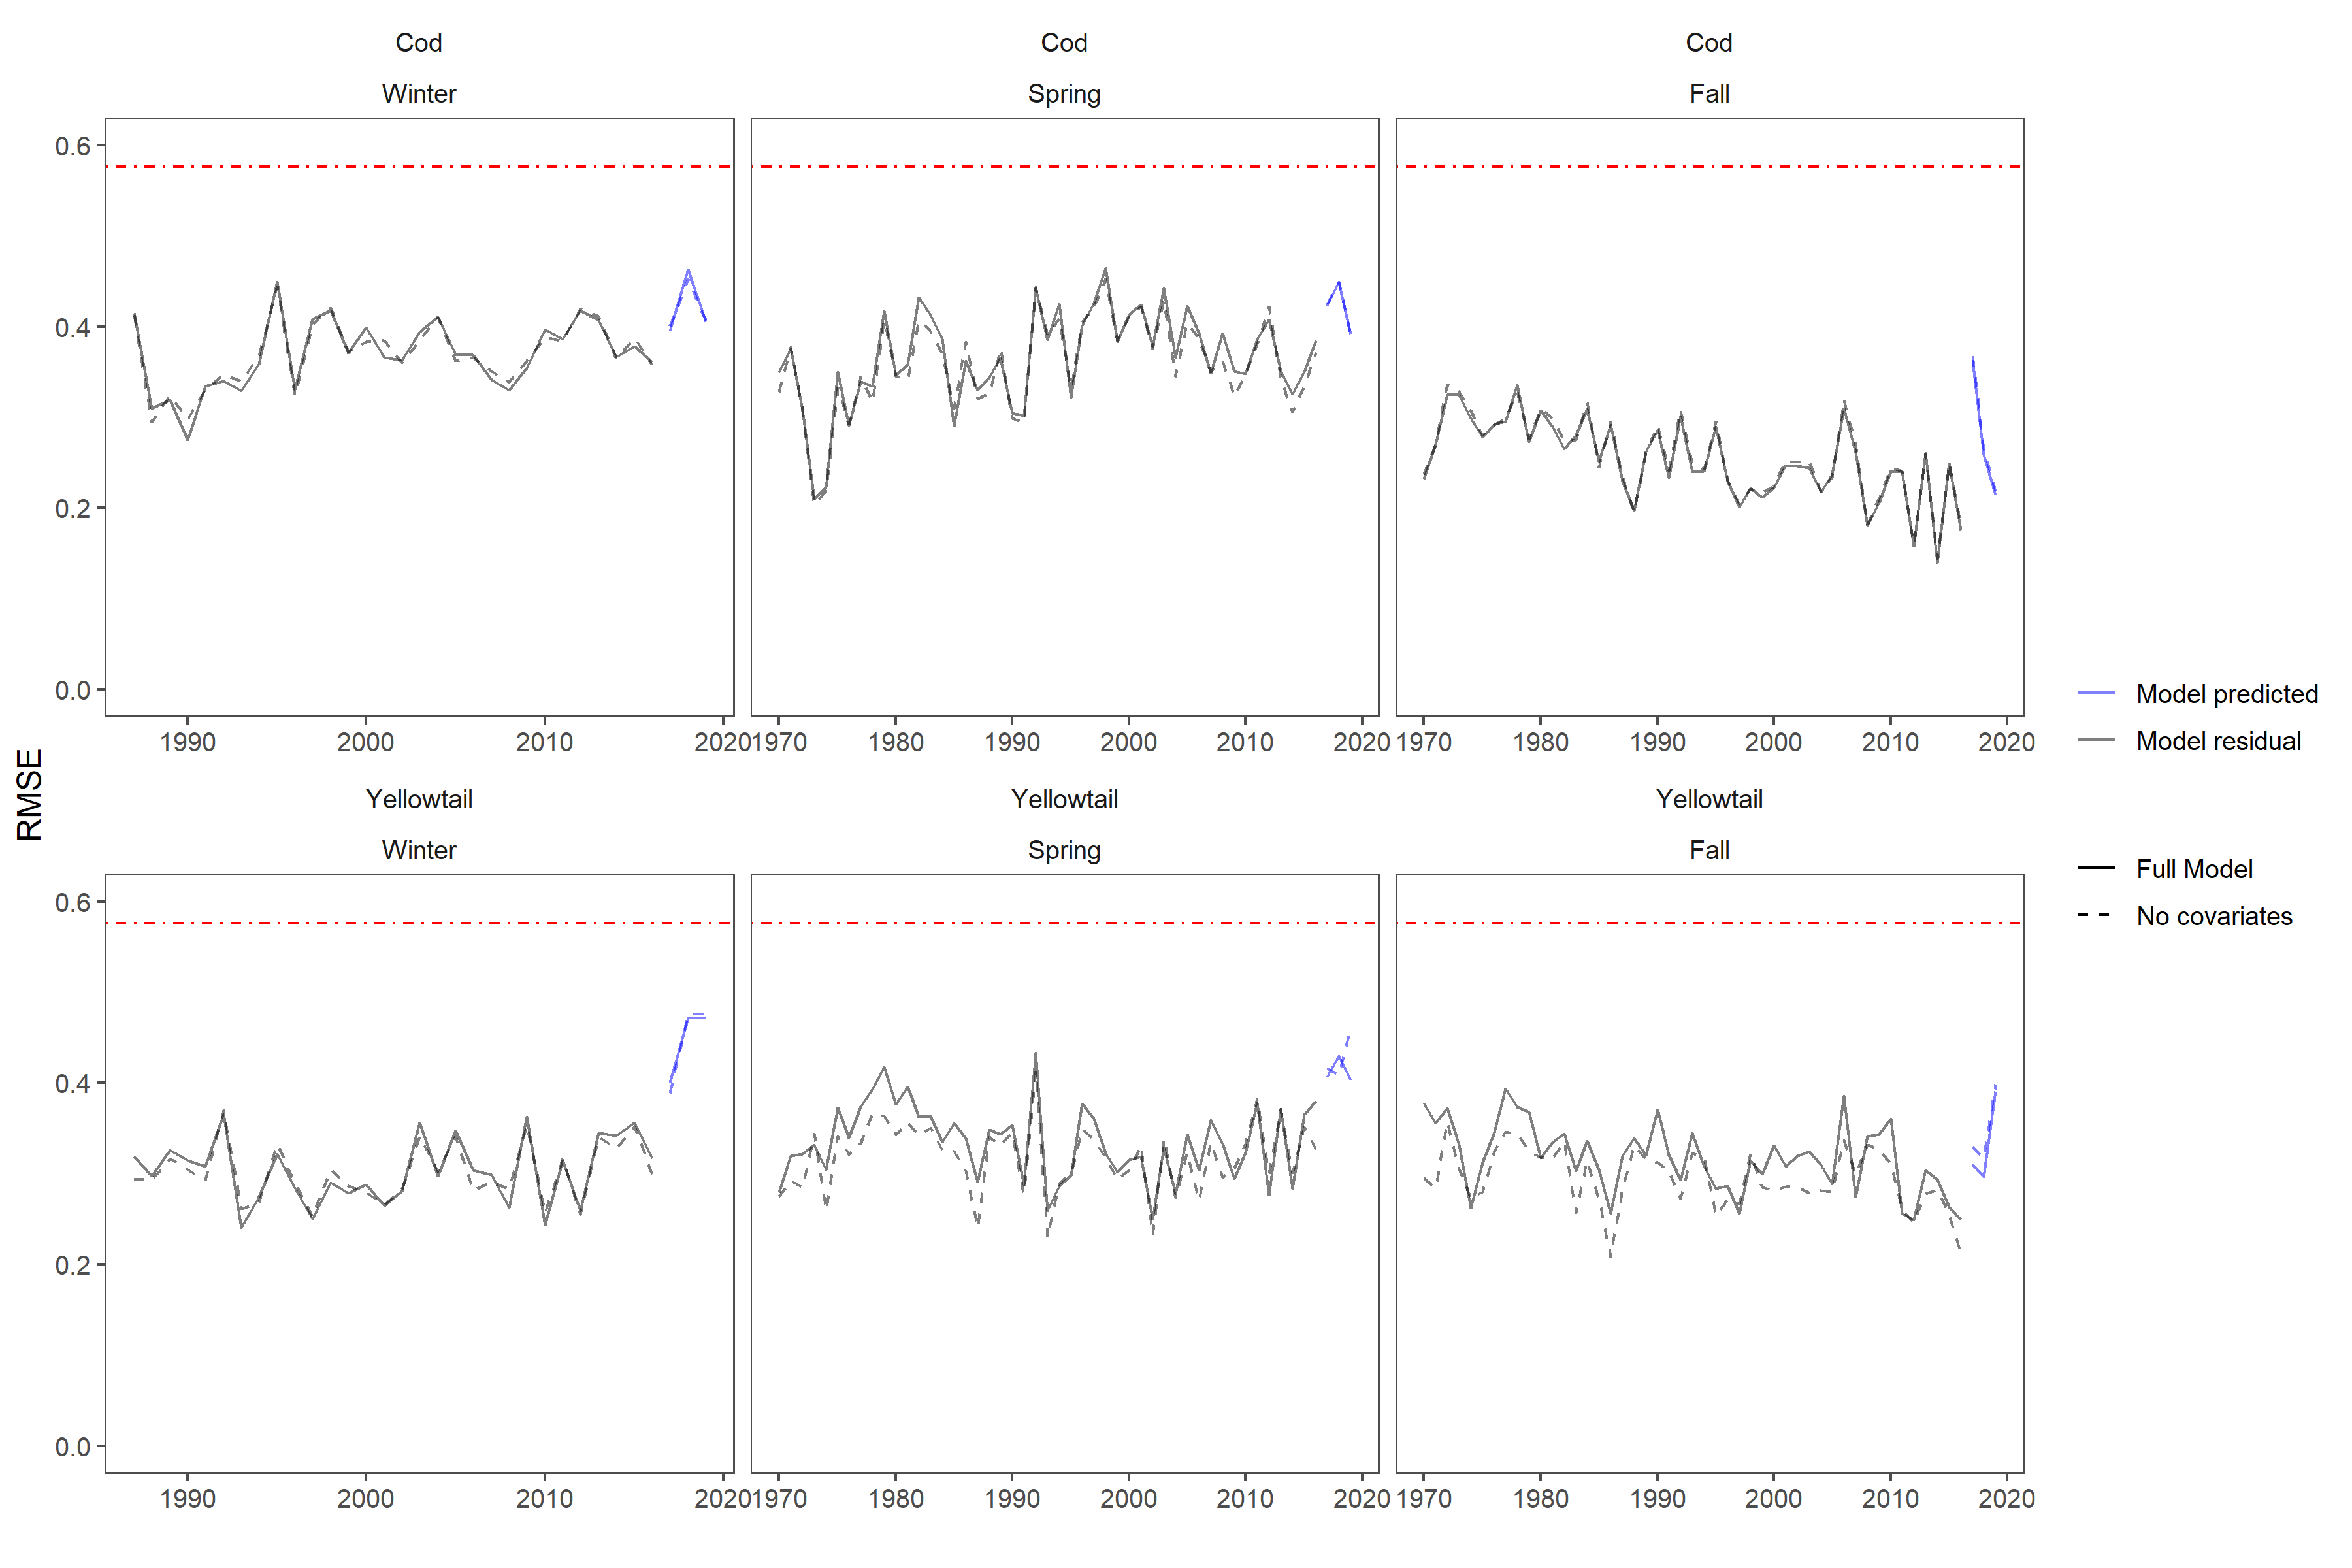 Cod Cod Cod
Winter Spring Fall
0.6
0.4
0.2
0.0
1990 2000 2010 2020 1970 1980 1990 2000 2010 2020 1970 1980 1990 2000 2010 2020
RMSE
Model predicted
Model residual
Full Model
No covariates
Yellowtail Yellowtail Yellowtail
Winter Spring Fall
0.6
0.4
0.2
0.0
1990 2000 2010 2020 1970 1980 1990 2000 2010 2020 1970 1980 1990 2000 2010 2020